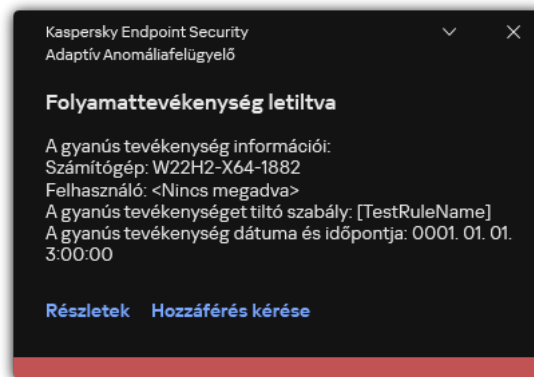 Kaspersky Endpoint Security
Adaptív Anomáliafelügyelő
Folyamattevékenység letiltva
A gyanús tevékenység információi:
Számítógép: W22H2-X64-1882
Felhasználó: <Nincs megadva>
A gyanús tevékenységet tiltó szabály: [TestRuleName]
A gyanús tevékenység dátuma és időpontja: 0001. 01. 01.
3:00:00
Részletek Hozzáférés kérése